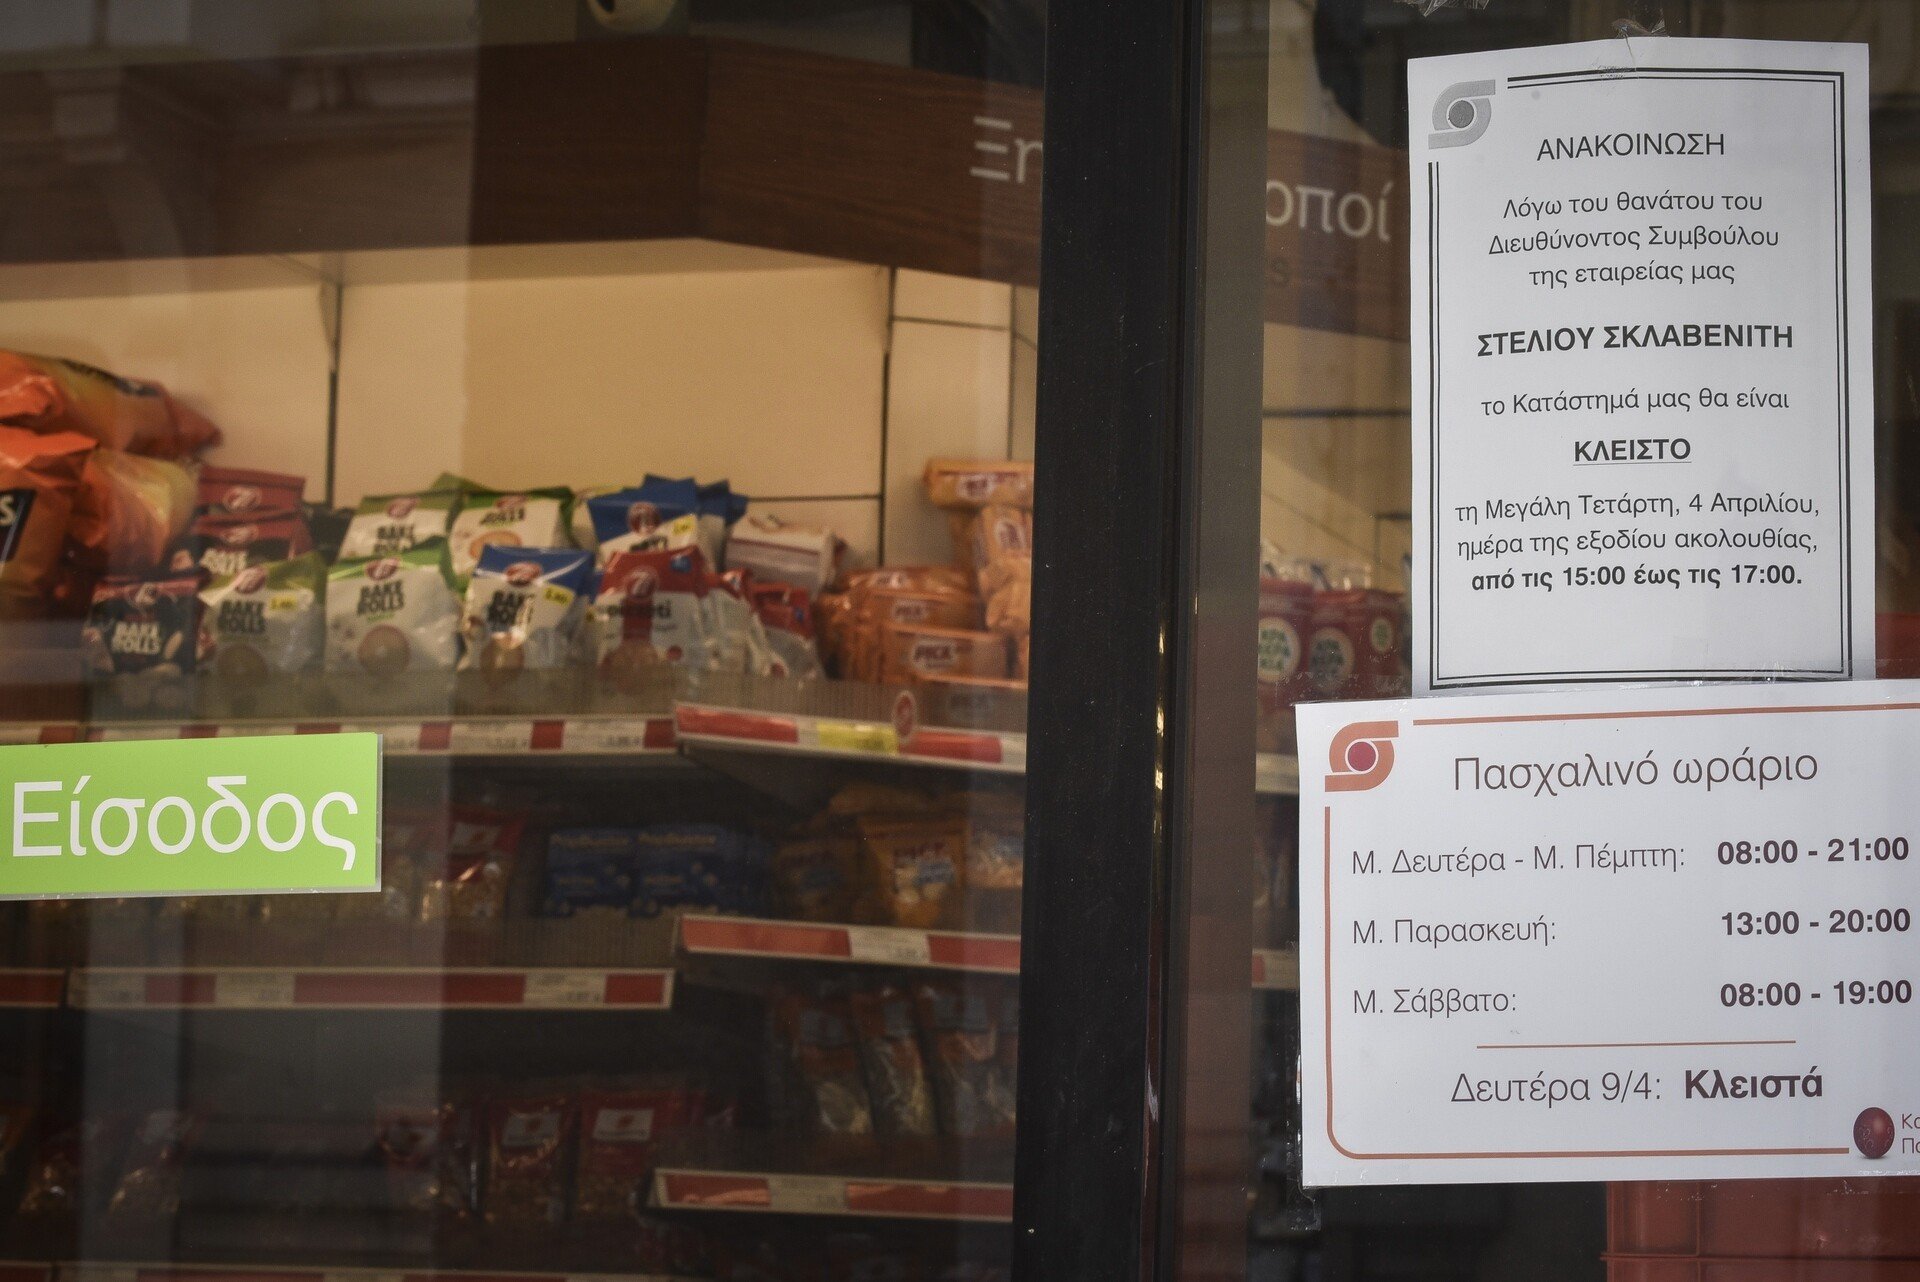 Ξη
οποί
ΑΝΑΚΟΙΝΩΣΗ
Λόγω του θανάτου του
Διευθύνοντος Συμβούλου
της εταιρείας μας
ΣΤΕΛΙΟΥ ΣΚΛΑΒΕΝΙΤΗ
το Κατάστημά μας θα είναι
ΚΛΕΙΣΤΟ
τη Μεγάλη Τετάρτη, 4 Απριλίου,
ημέρα της εξοδίου ακολουθίας,
από τις 15:00 έως τις 17:00.
Πασχαλινό ωράριο
Μ. Δευτέρα - Μ. Πέμπτη: 08:00 - 21:00
Μ. Παρασκευή: 13:00 - 20:00
Μ. Σάββατο: 08:00 - 19:00
Δευτέρα 9/4: Κλειστά
Είσοδος
7
BAKE
ROLLS
BAKE
ROLLS
BAKE
ROLLS
BAKE
ROLLS